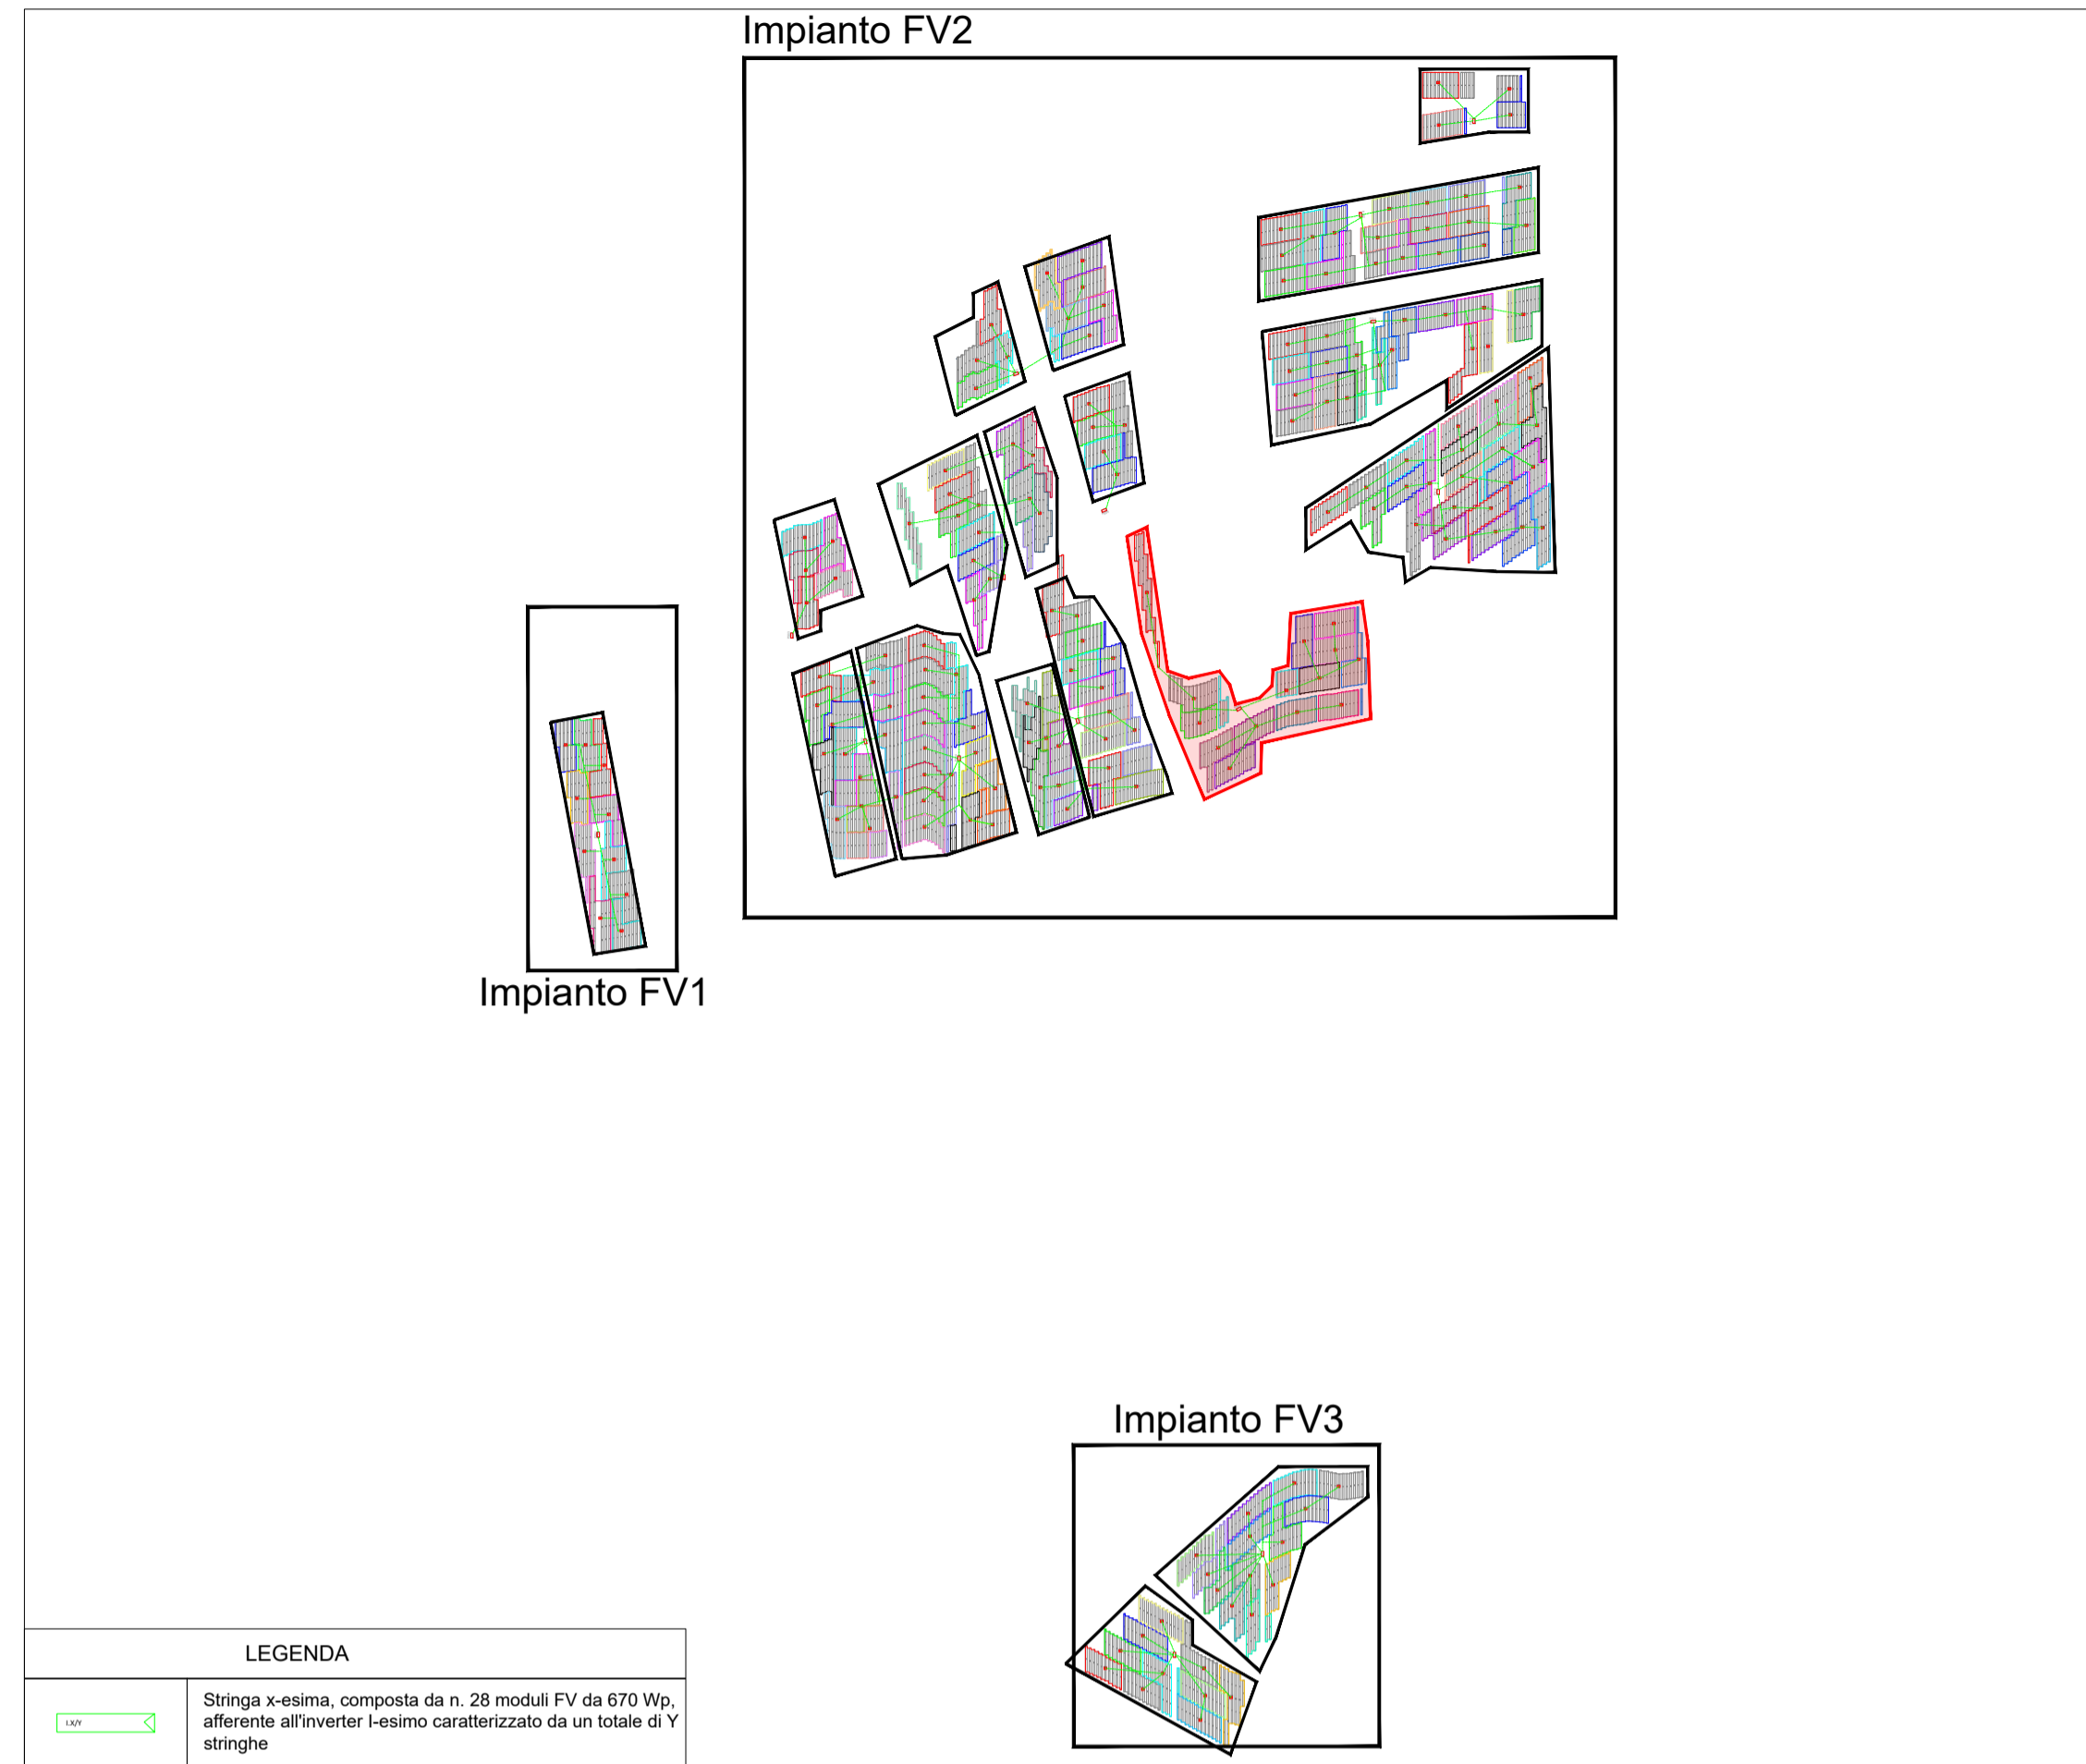 Impianto FV2
Impianto FV1
Impianto FV3
LEGENDA
I.X/Y
Stringa x-esima, composta da n. 28 moduli FV da 670 Wp,
afferente all'inverter I-esimo caratterizzato da un totale di Y
stringhe